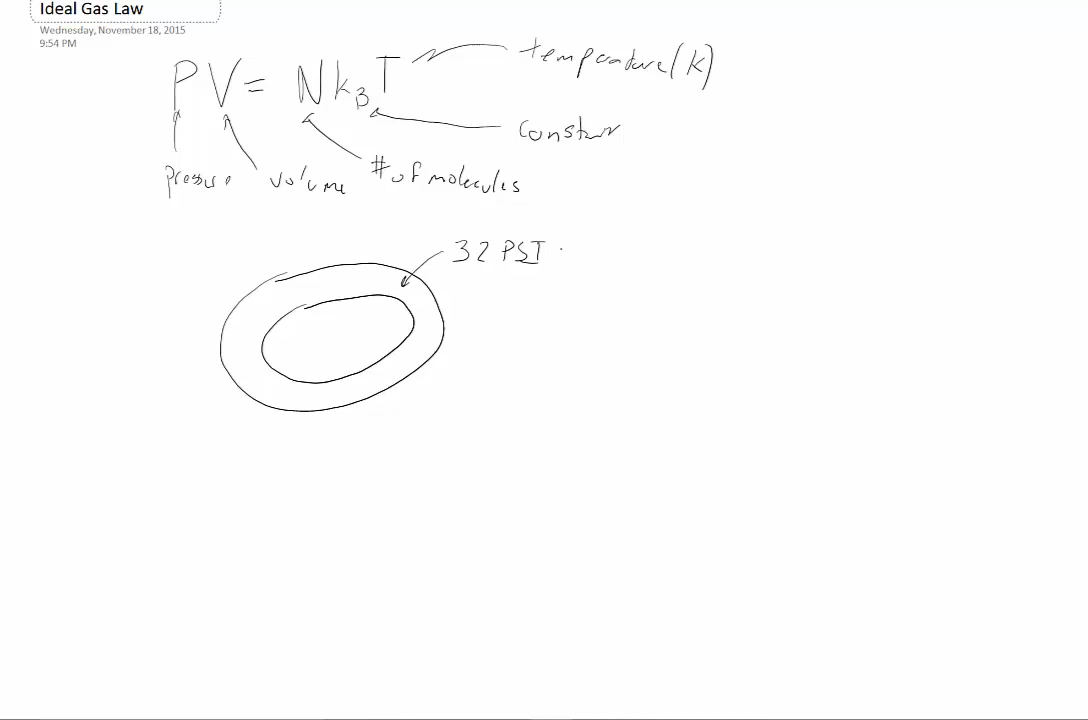 Ideal Gas Law
Wednesday, November 18, 2015
9:54 PM
temperature (K)
PV = Nk_BT
constant
pressure volume # of molecules
32 PSI